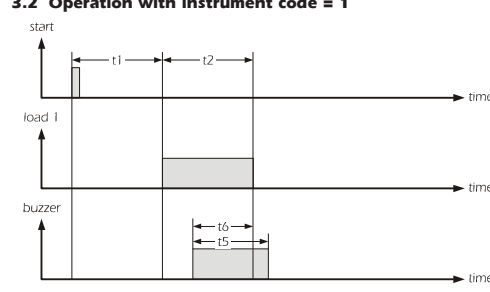 3.2 Operation with instrument code = 1
start
t1
t2
time
load 1
time
buzzer
t6
t5
time